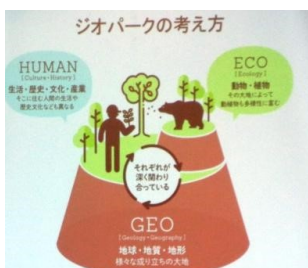 ジオパークの考え方
HUMAN
[Culture・History]
生活・歴史・文化・産業
そこに住む人間の生活や
歴史文化なども異なる
ECO
[Ecology]
動物・植物
その大地によって
動植物も多様性に富む
それぞれが
深く関わり
合っている
GEO
[Geology・Geography]
地球・地質・地形
様々な成り立ちの大地